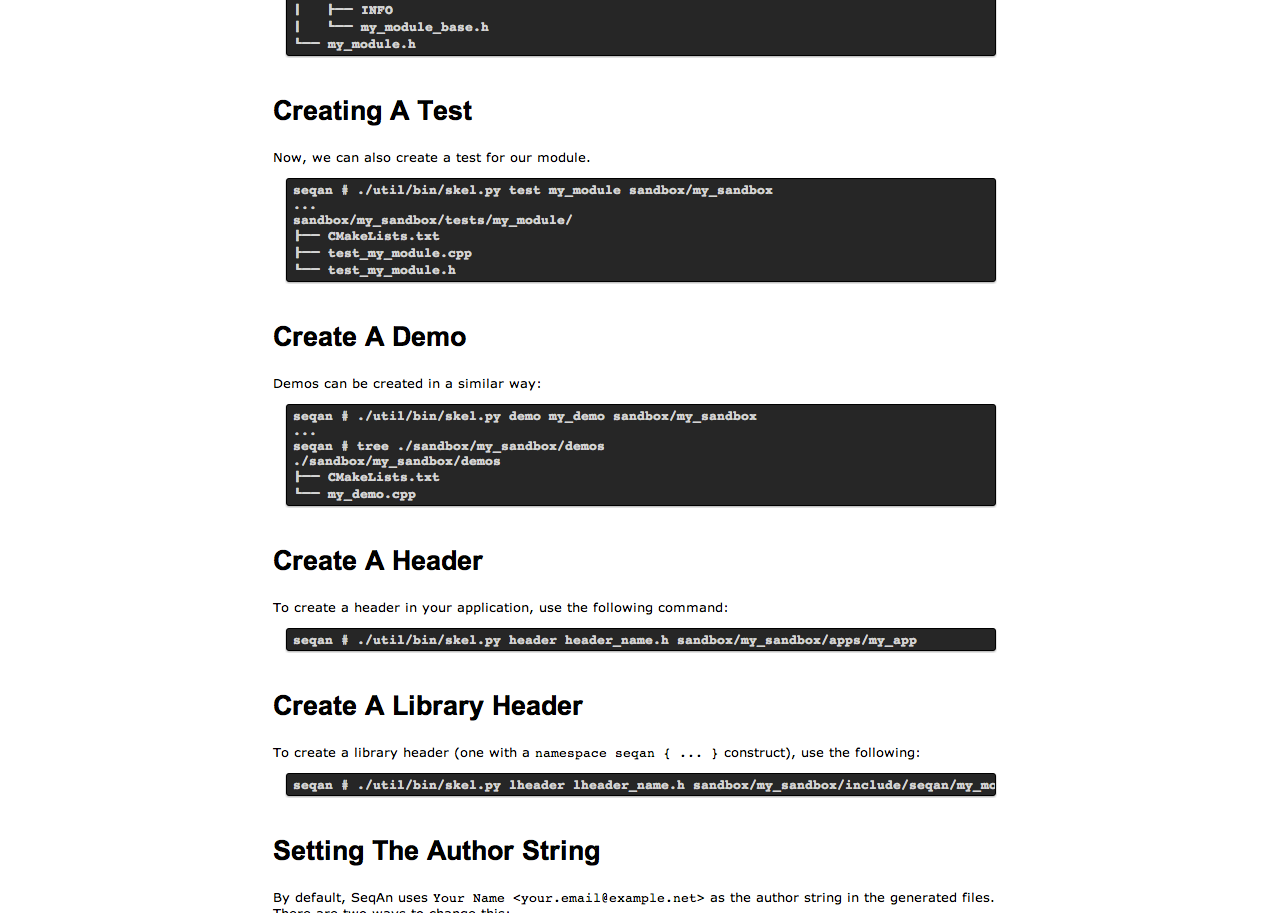 |   ├── INFO
|   └── my_module_base.h
└── my_module.h
Creating A Test
Now, we can also create a test for our module.
seqan # ./util/bin/skel.py test my_module sandbox/my_sandbox
...
sandbox/my_sandbox/tests/my_module/
├── CMakeLists.txt
├── test_my_module.cpp
└── test_my_module.h
Create A Demo
Demos can be created in a similar way:
seqan # ./util/bin/skel.py demo my_demo sandbox/my_sandbox
...
seqan # tree ./sandbox/my_sandbox/demos
./sandbox/my_sandbox/demos
├── CMakeLists.txt
└── my_demo.cpp
Create A Header
To create a header in your application, use the following command:
seqan # ./util/bin/skel.py header header_name.h sandbox/my_sandbox/apps/my_app
Create A Library Header
To create a library header (one with a namespace seqan { ... } construct), use the following:
seqan # ./util/bin/skel.py lheader lheader_name.h sandbox/my_sandbox/include/seqan/my_mo
Setting The Author String
By default, SeqAn uses Your Name <your.email@example.net> as the author string in the generated files.
There are two ways to change this: